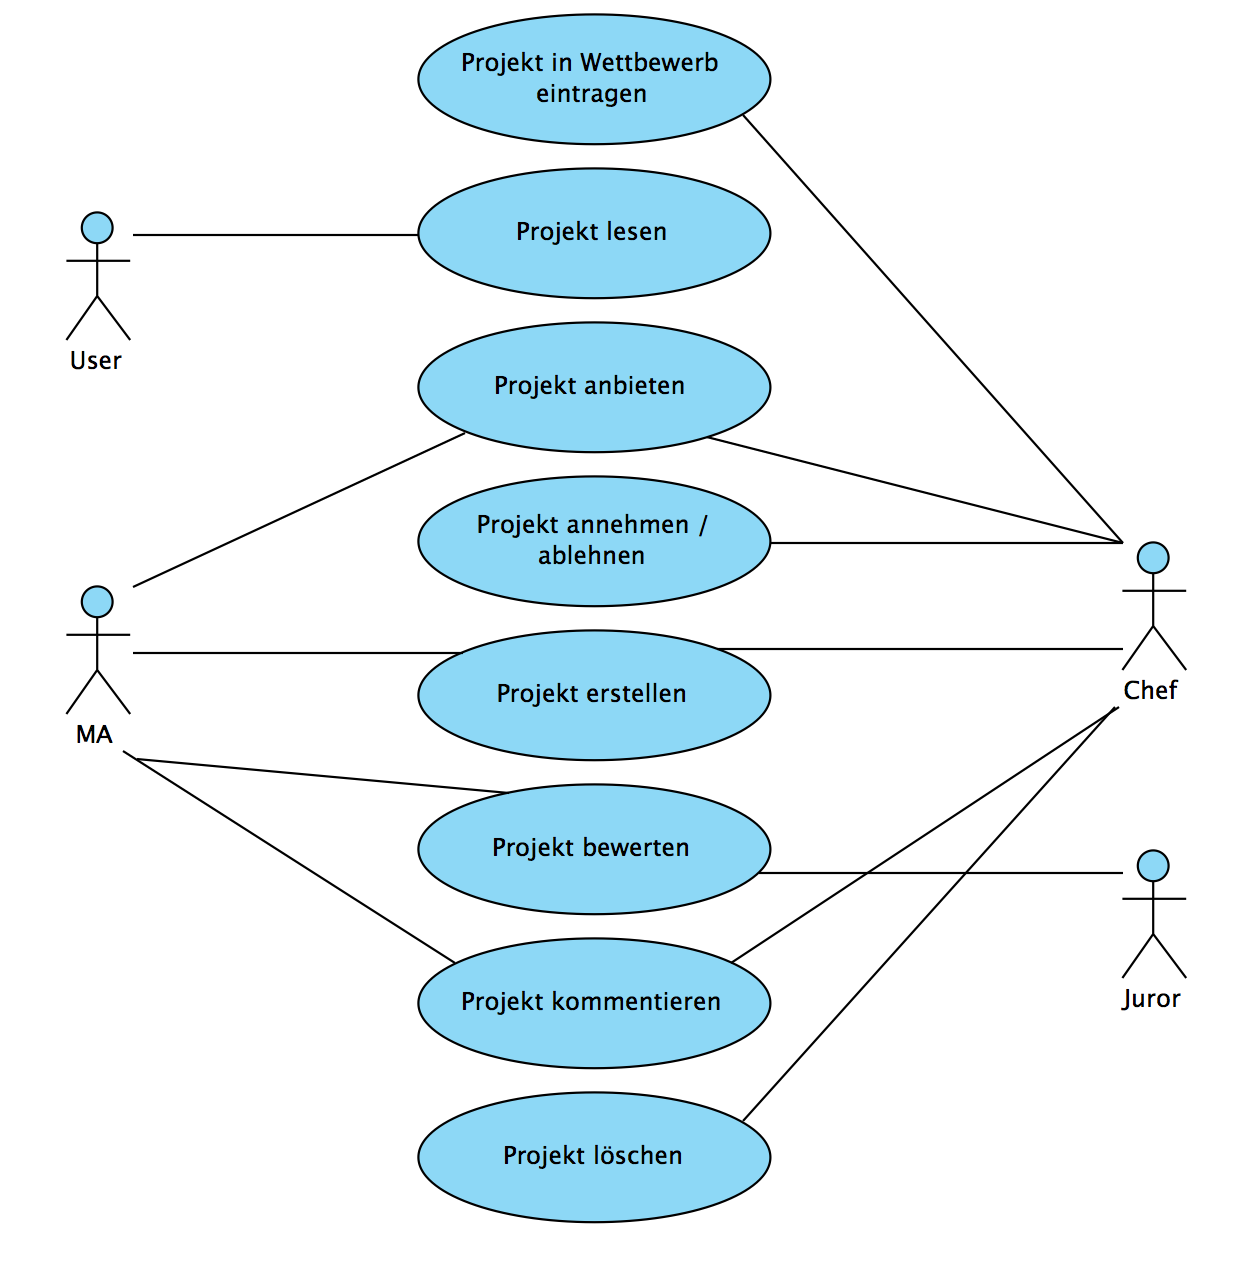 Projekt in Wettbewerb
eintragen
Projekt lesen
User
Projekt anbieten
Projekt annehmen /
ablehnen
Chef
Projekt erstellen
MA
Projekt bewerten
Juror
Projekt kommentieren
Projekt löschen